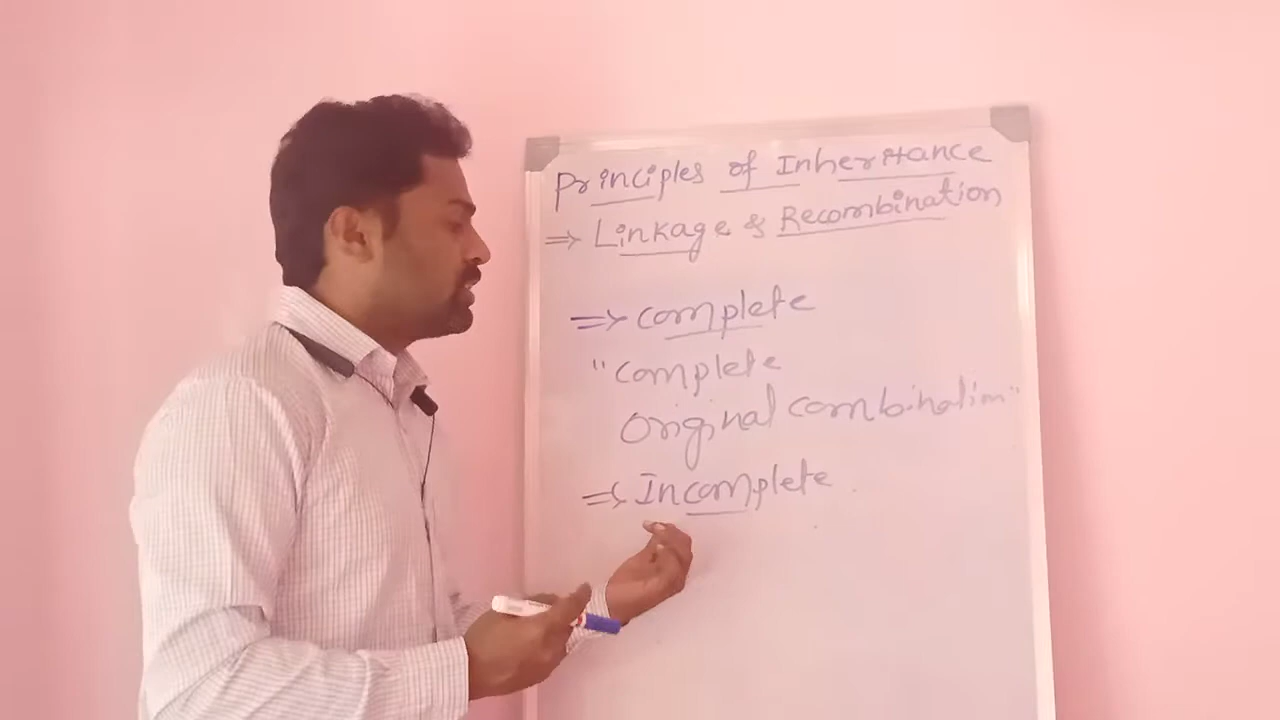 Principles of Inheritance
⇒ Linkage & Recombination
⇒ complete
"complete
Original combination"
⇒ Incomplete